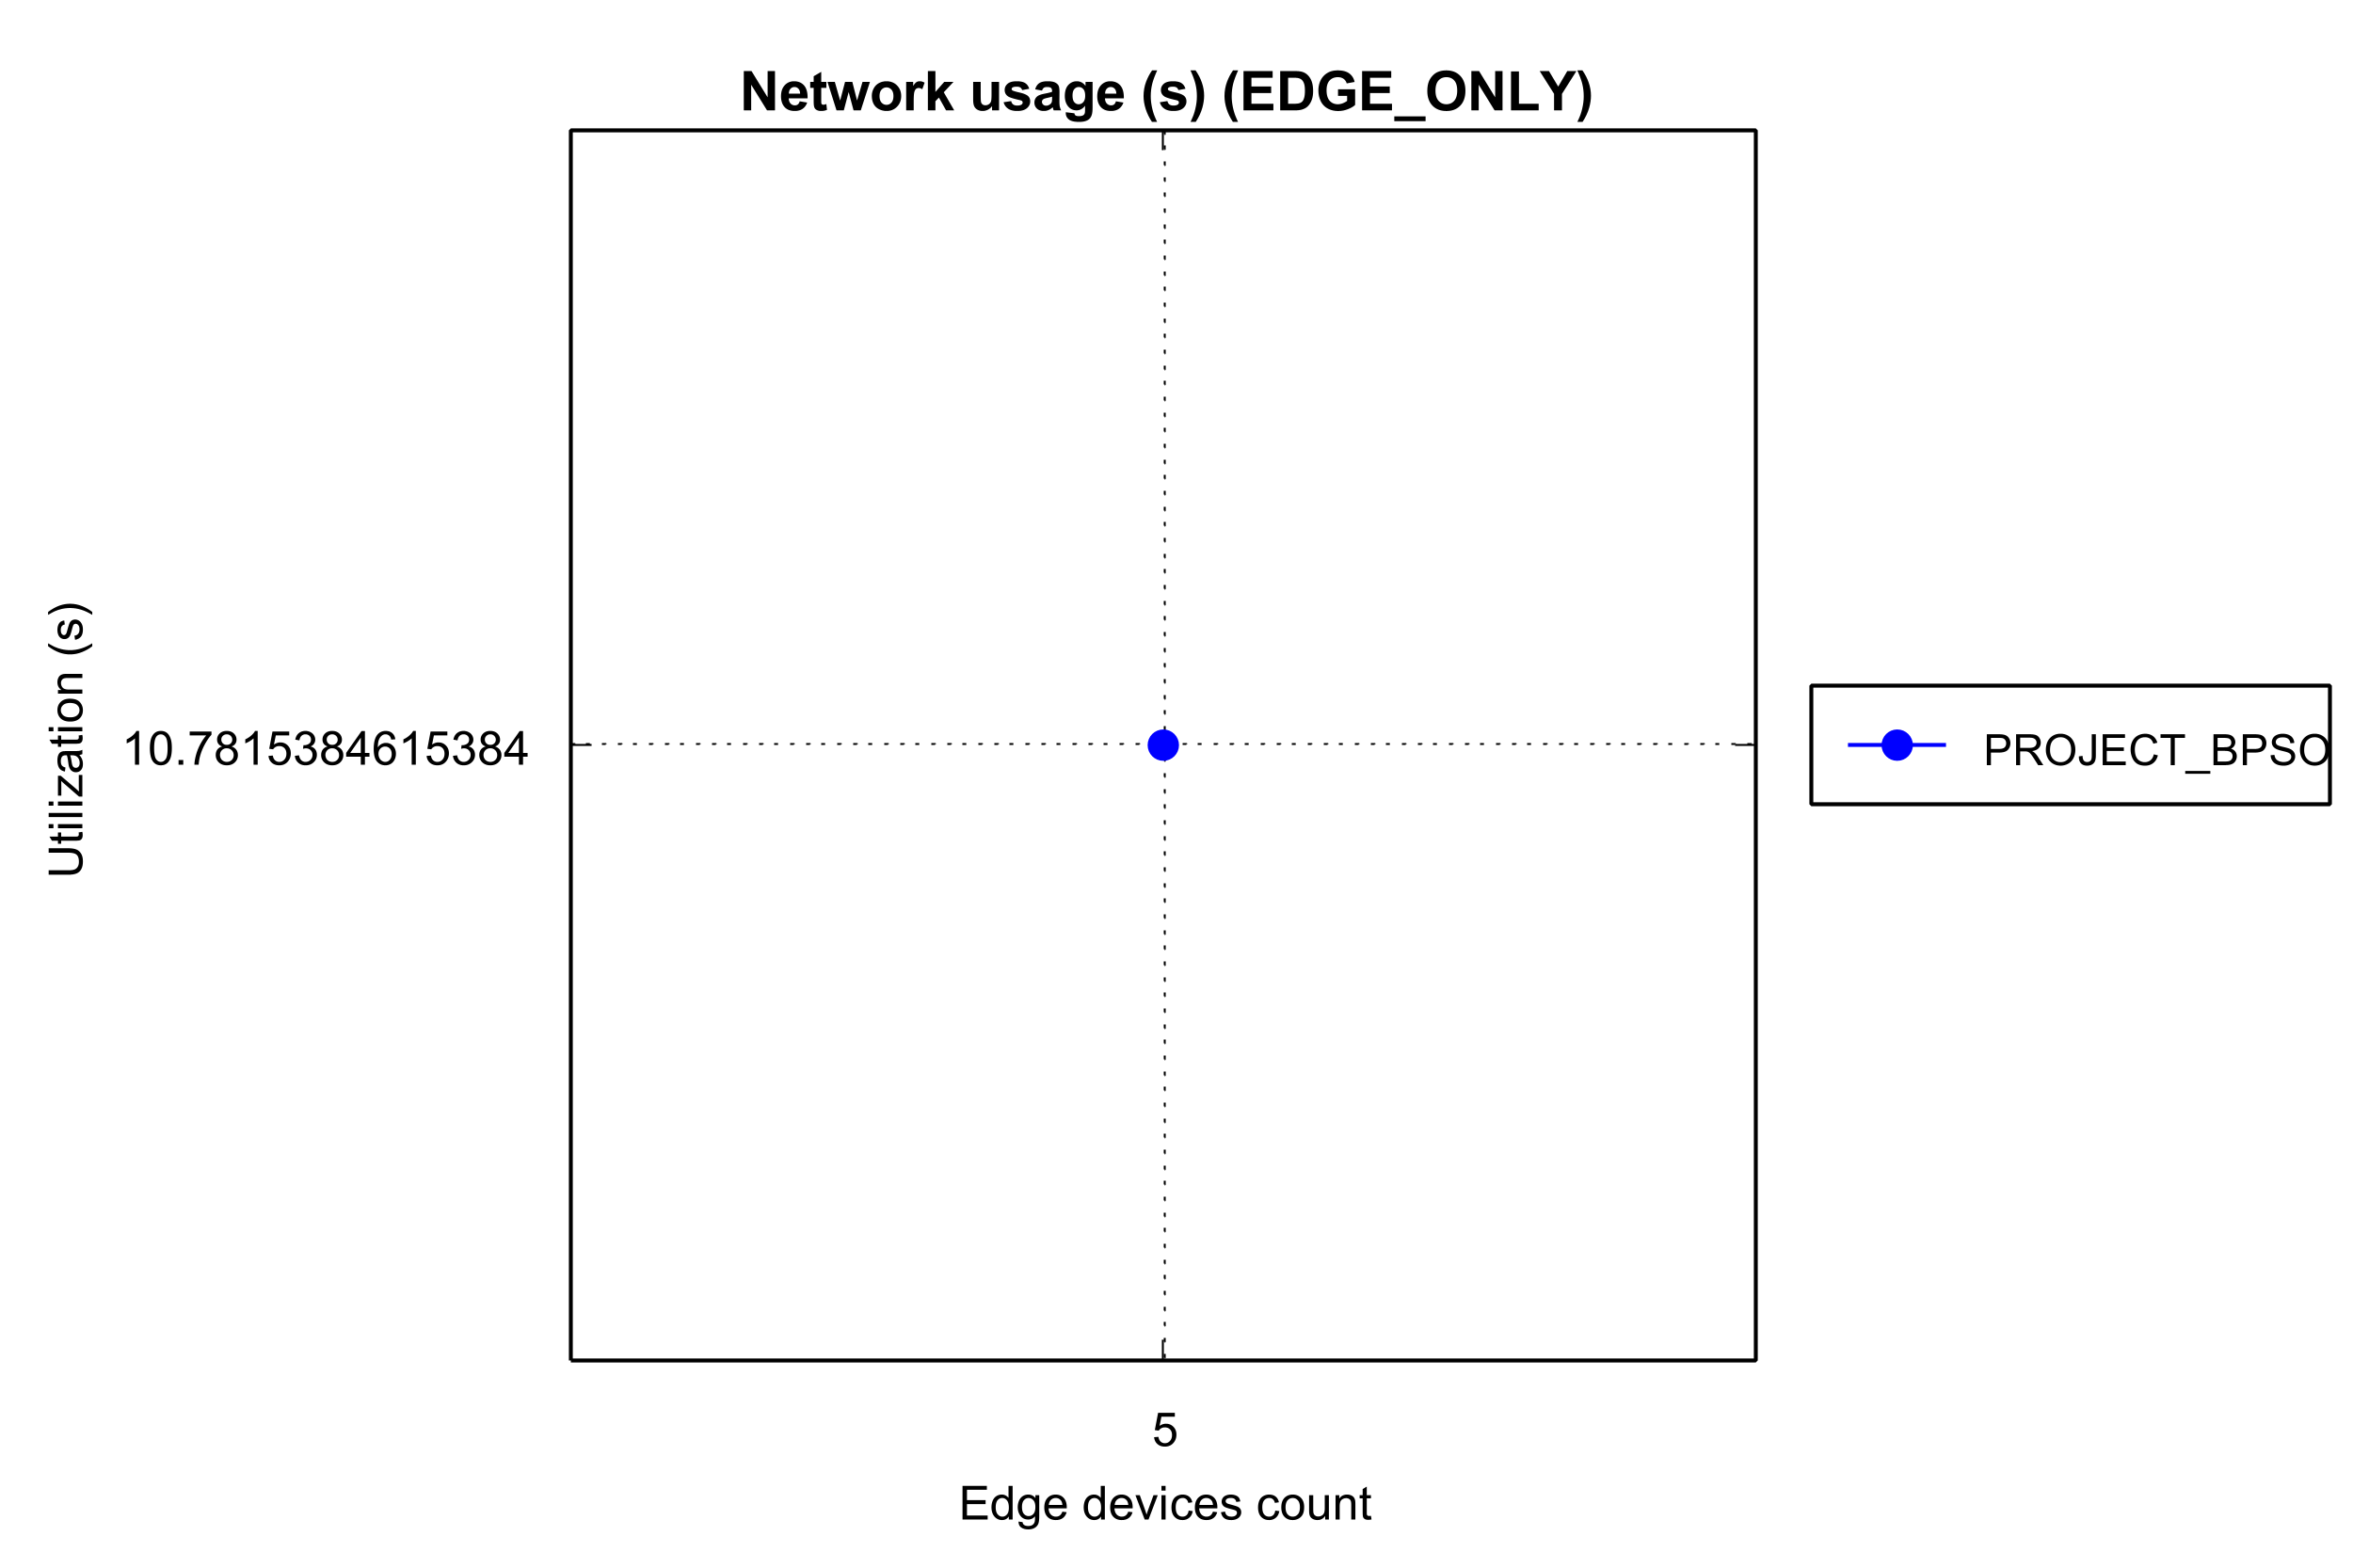 Network usage (s) (EDGE_ONLY)
Utilization (s)
10.7815384615384
PROJECT_BPSO
5
Edge devices count